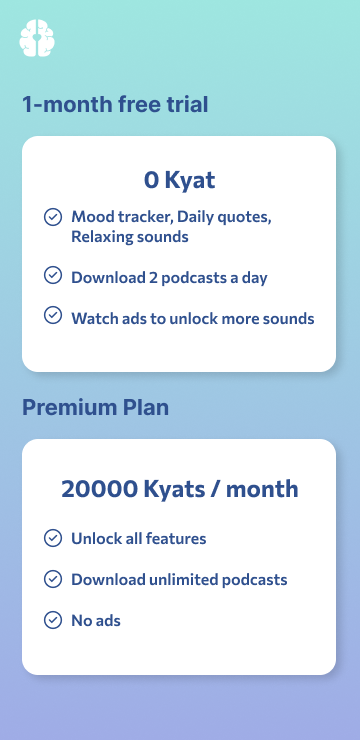 1-month free trial
0 Kyat
Mood tracker, Daily quotes,
Relaxing sounds
Download 2 podcasts a day
Watch ads to unlock more sounds
Premium Plan
20000 Kyats / month
Unlock all features
Download unlimited podcasts
No ads